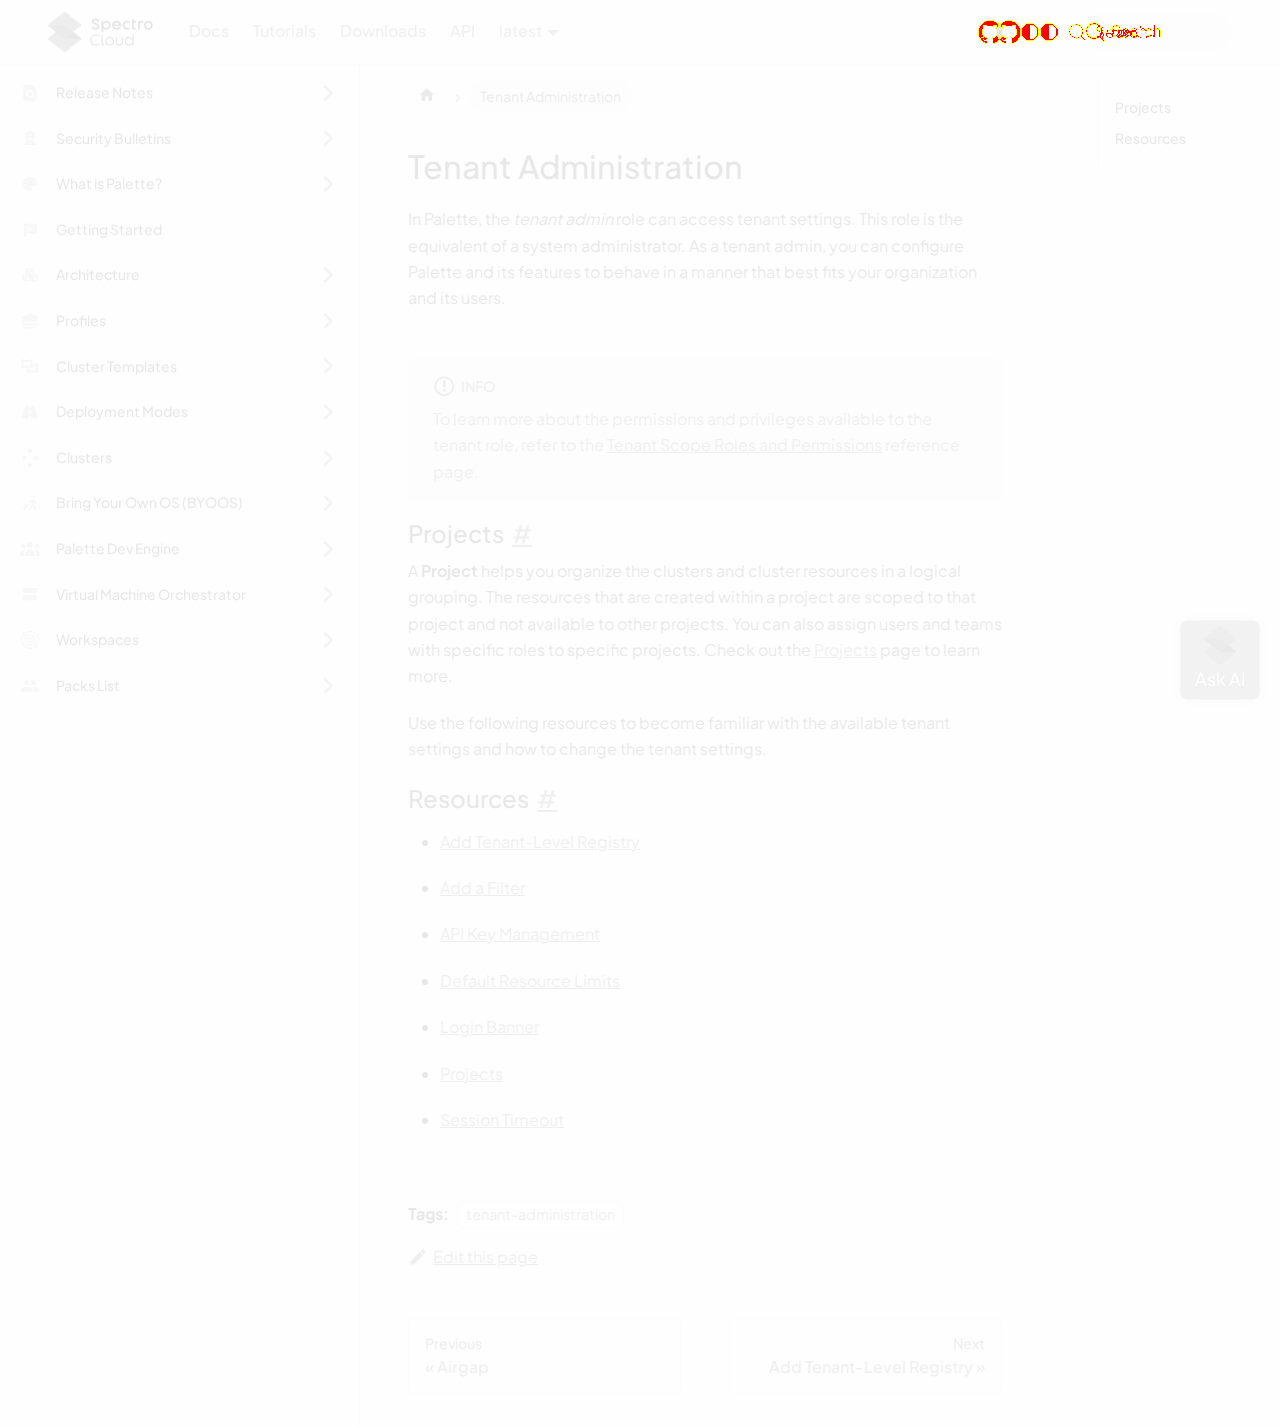 Spectro Cloud
Docs Tutorials Downloads API latest
Release Notes
Security Bulletins
What is Palette?
Getting Started
Architecture
Profiles
Cluster Templates
Deployment Modes
Clusters
Bring Your Own OS (BYOOS)
Palette Dev Engine
Virtual Machine Orchestrator
Workspaces
Packs List
Tenant Administration
Tenant Administration
In Palette, the tenant admin role can access tenant settings. This role is the
equivalent of a system administrator. As a tenant admin, you can configure
Palette and its features to behave in a manner that best fits your organization
and its users.
INFO
To learn more about the permissions and privileges available to the
tenant role, refer to the Tenant Scope Roles and Permissions reference
page.
Projects #
A Project helps you organize the clusters and cluster resources in a logical
grouping. The resources that are created within a project are scoped to that
project and not available to other projects. You can also assign users and teams
with specific roles to specific projects. Check out the Projects page to learn
more.
Use the following resources to become familiar with the available tenant
settings and how to change the tenant settings.
Resources #
Add Tenant-Level Registry
Add a Filter
API Key Management
Default Resource Limits
Login Banner
Projects
Session Timeout
Tags: tenant-administration
Edit this page
Previous
« Airgap
Next
Add Tenant-Level Registry »
Projects
Resources
Ask AI